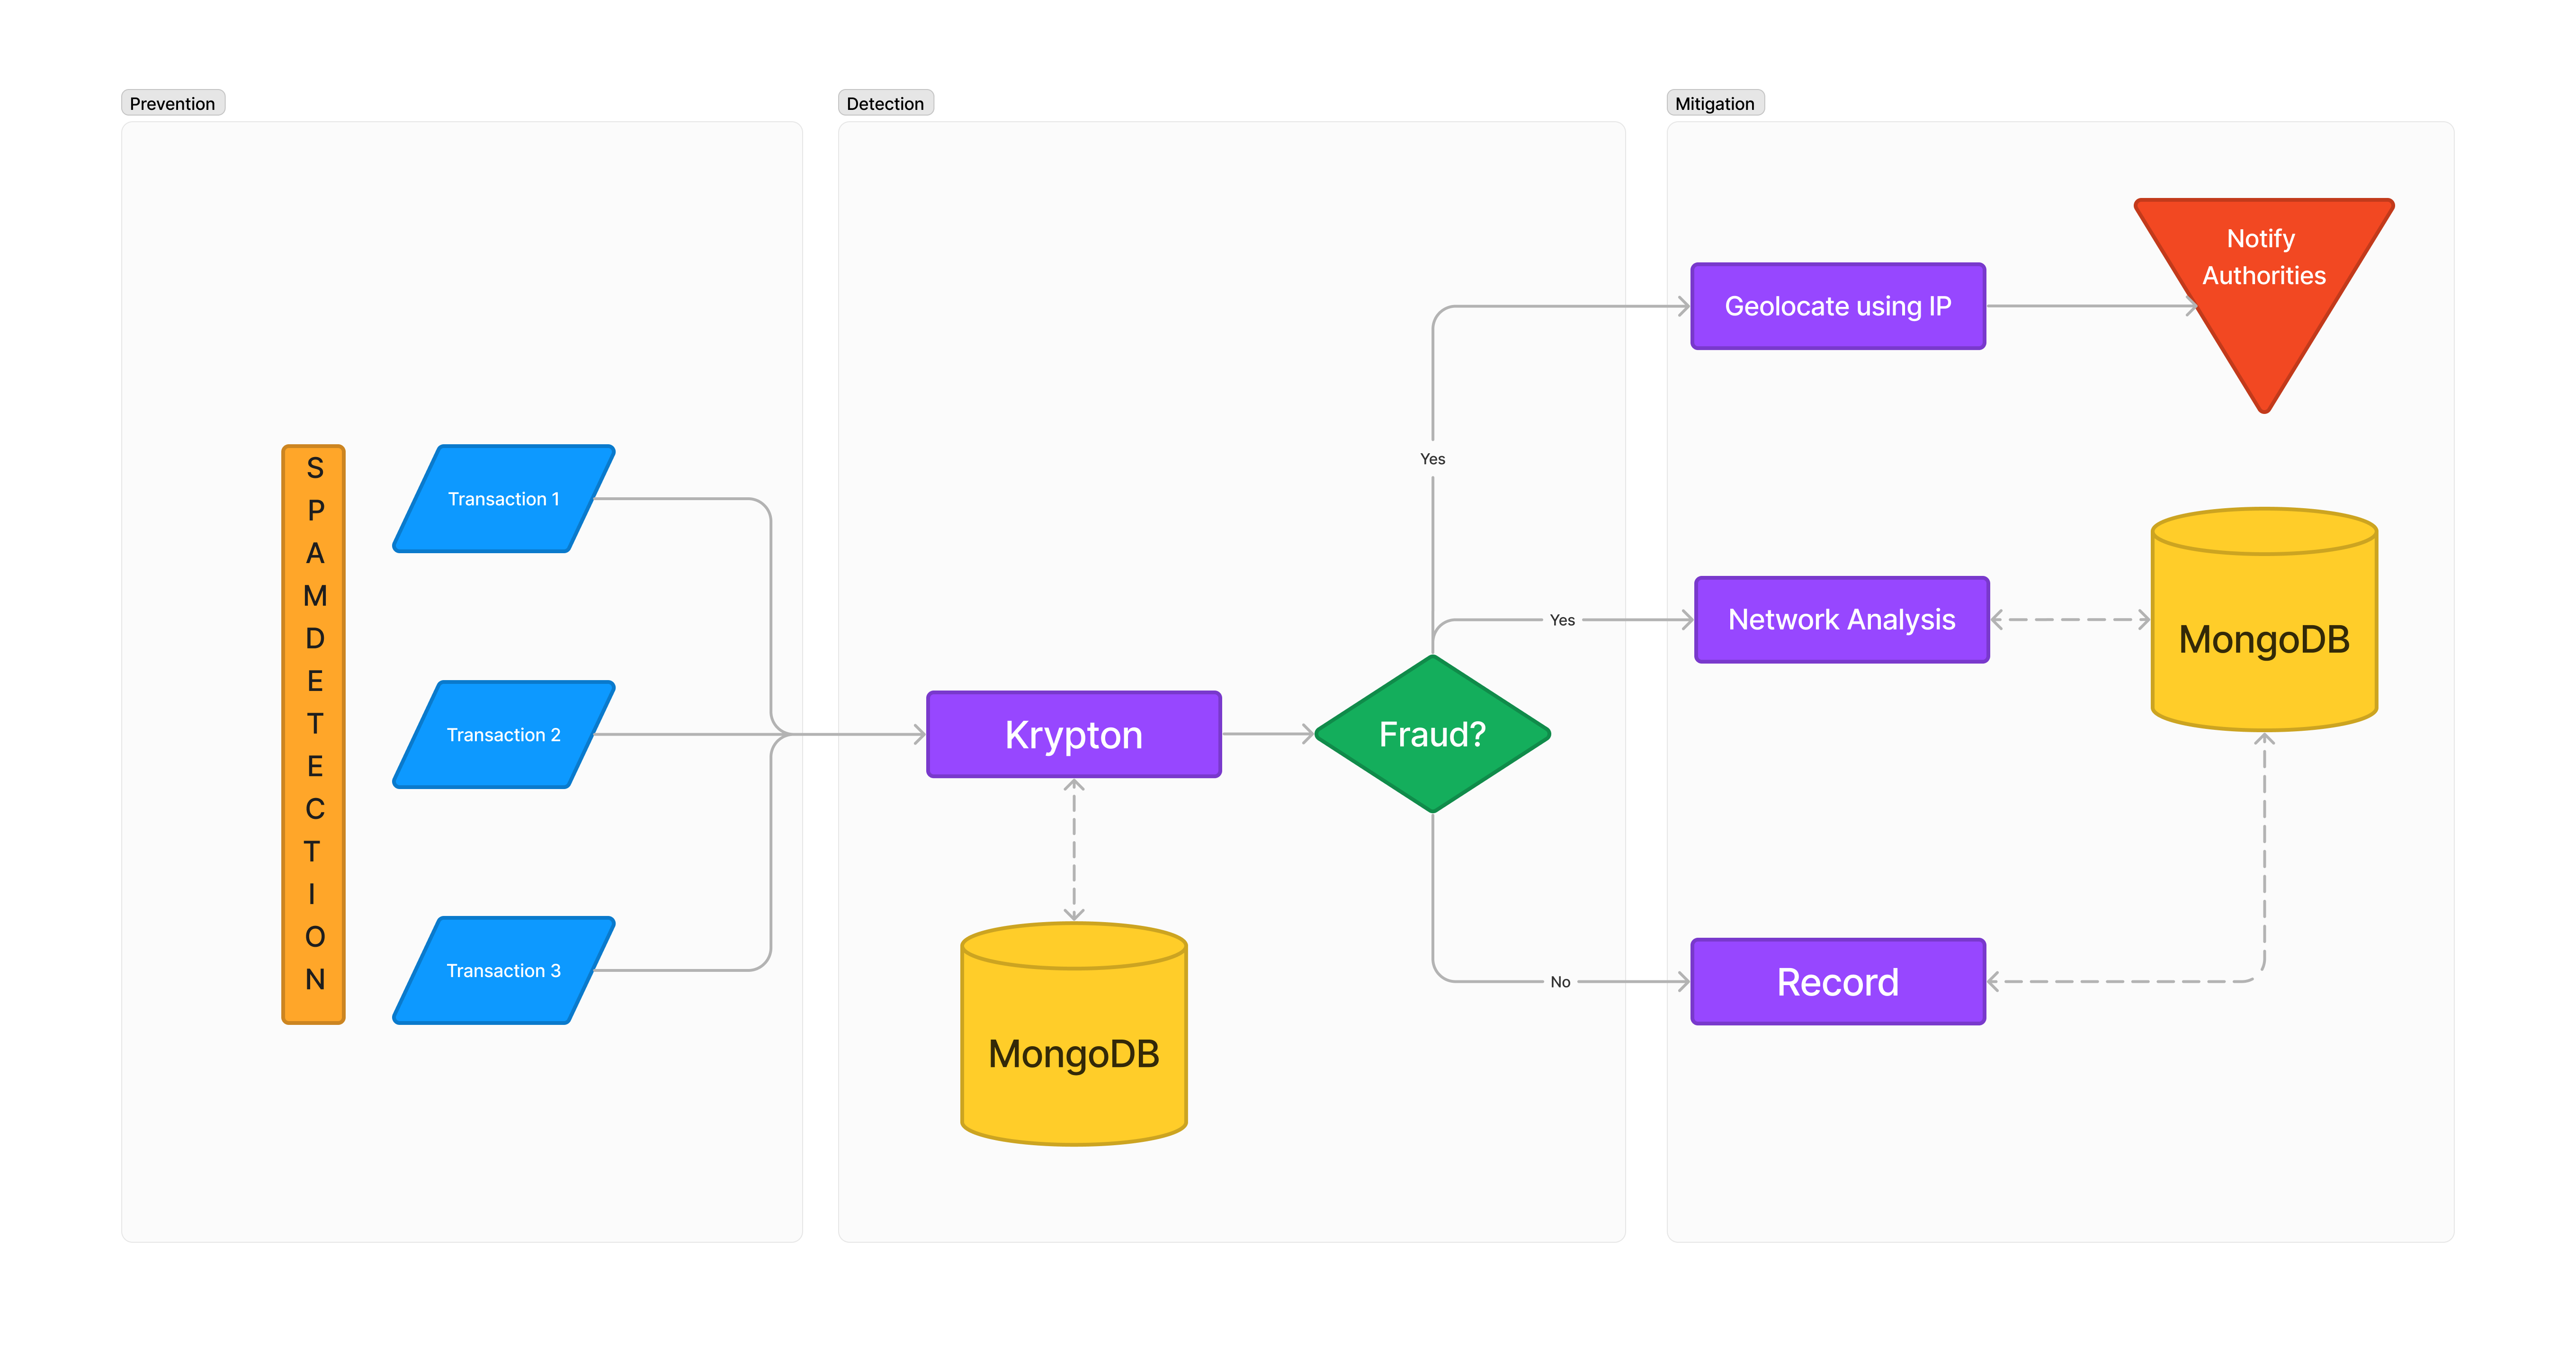 Prevention
S
P
A
M
D
E
T
E
C
T
I
O
N
Transaction 1
Transaction 2
Transaction 3
Detection
Krypton
MongoDB
Fraud?
Yes
Yes
No
Mitigation
Geolocate using IP
Notify
Authorities
Network Analysis
MongoDB
Record